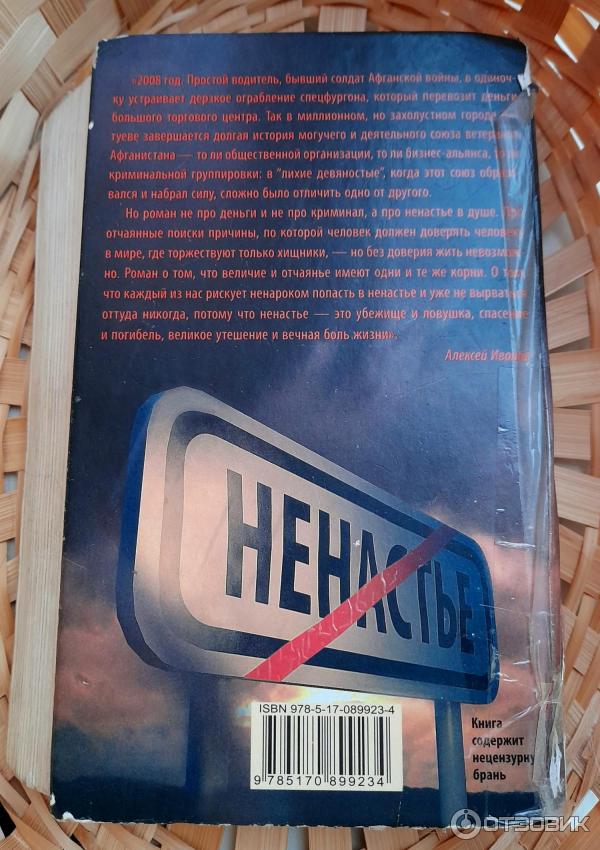 «2008 год. Простой водитель, бывший солдат Афганской войны, в одиноч-
ку устраивает дерзкое ограбление спецфургона, который перевозит деньги
большого торгового центра. Так в миллионном, но захолустном городе
туеве завершается долгая история могучего и деятельного союза
Афганистана — то ли общественной организации, то ли бизнес-альянса,
криминальной группировки: в "лихие девяностые", когда этот союз
вался и набрал силу, сложно было отличить одно от другого.
Но роман не про деньги и не про криминал, а про ненастье в душе.
отчаянные поиски причины, по которой человек должен доверять человеку
в мире, где торжествуют только хищники, — но без доверия жить невозмож-
но. Роман о том, что величие и отчаянье имеют одни и те же корни. О
что каждый из нас рискует ненароком попасть в ненастье и уже не вырваться
оттуда никогда, потому что ненастье — это убежище и ловушка, спасение
и погибель, великое утешение и вечная боль жизни».
Алексей Иванов
НЕНАСТЬЕ
ISBN 978-5-17-089923-4
9 785170 899234
Книга
содержит
нецензурну
брань
ОТЗОВИК